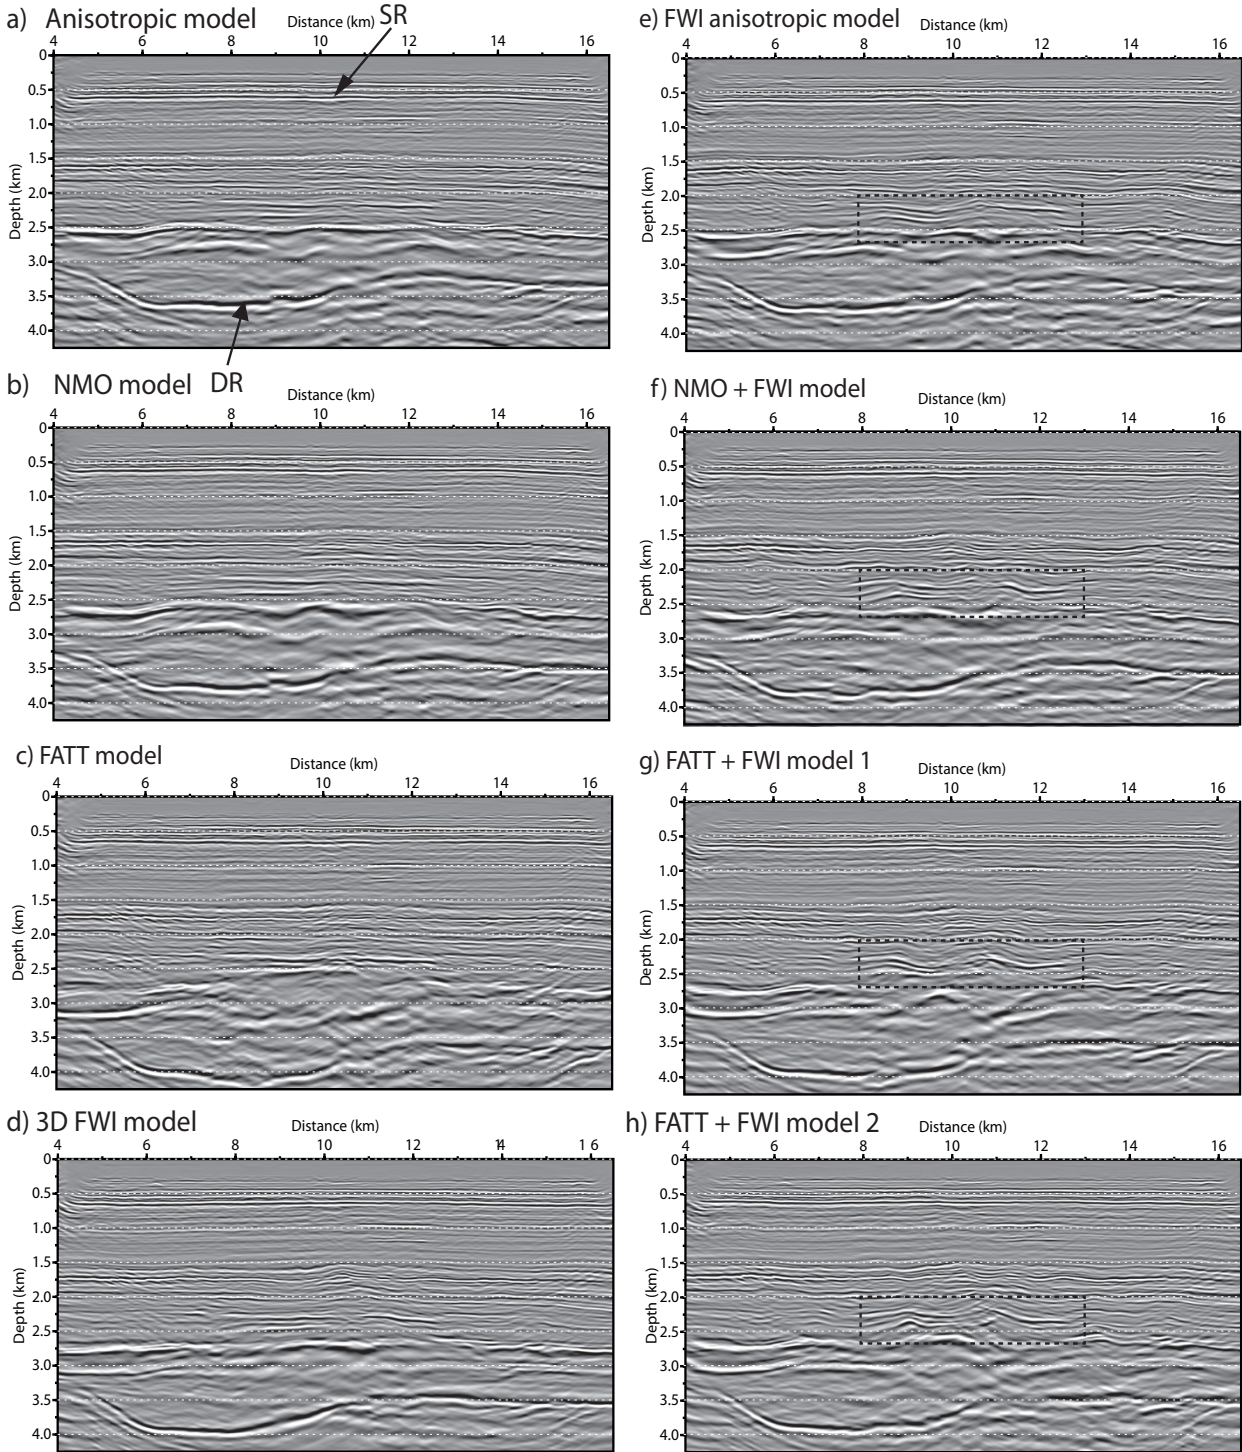 a) Anisotropic model
Distance (km) SR
4 6 8 10 12 14 16
0
0.5
1.0
1.5
2.0
2.5
3.0
3.5
4.0
Depth (km)
DR
b) NMO model
Distance (km)
4 6 8 10 12 14 16
0
0.5
1.0
1.5
2.0
2.5
3.0
3.5
4.0
Depth (km)
c) FATT model
Distance (km)
4 6 8 10 12 14 16
0
0.5
1.0
1.5
2.0
2.5
3.0
3.5
4.0
Depth (km)
d) 3D FWI model
Distance (km)
4 6 8 10 12 14 1 6
0
0.5
1.0
1.5
2.0
2.5
3.0
3.5
4.0
Depth (km)
e) FWI anisotropic model
Distance (km)
4 6 8 10 12 14 16
0
0.5
1.0
1.5
2.0
2.5
3.0
3.5
4.0
Depth (km)
f) NMO + FWI model
Distance (km)
4 6 8 10 12 14 16
0
0.5
1.0
1.5
2.0
2.5
3.0
3.5
4.0
Depth (km)
g) FATT + FWI model 1
Distance (km)
4 6 8 10 12 14 16
0
0.5
1.0
1.5
2.0
2.5
3.0
3.5
4.0
Depth (km)
h) FATT + FWI model 2
Distance (km)
4 6 8 10 12 14 16
0
0.5
1.0
1.5
2.0
2.5
3.0
3.5
4.0
Depth (km)